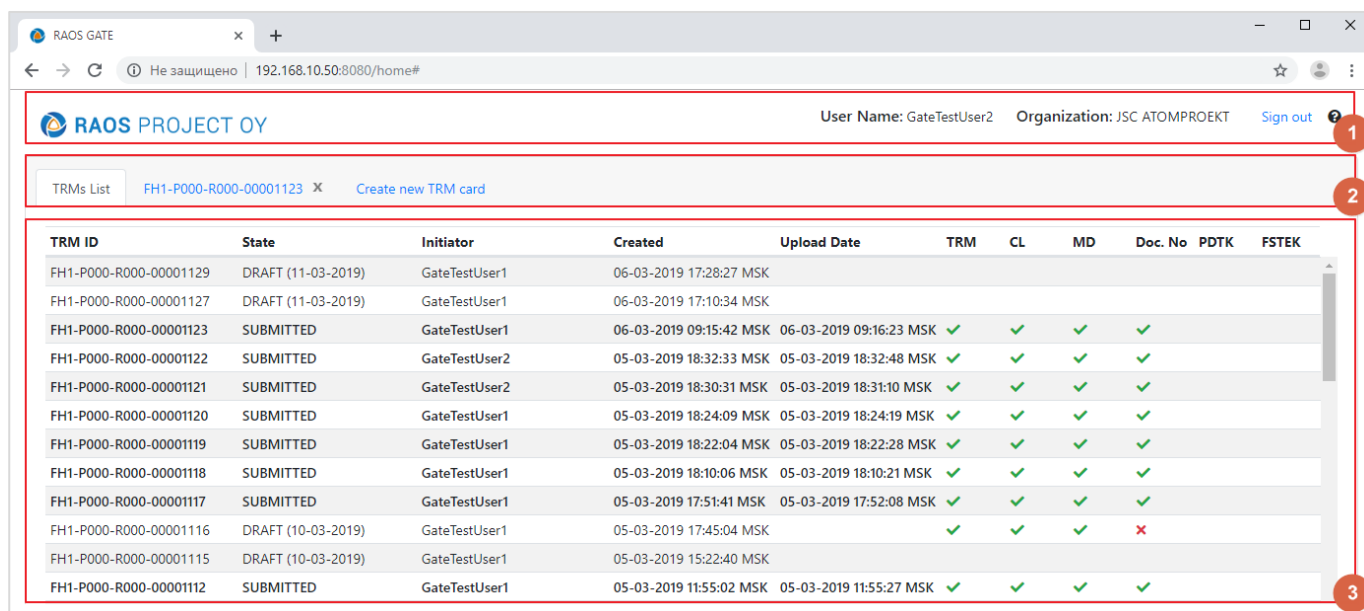 RAOS GATE
Не защищено 192.168.10.50:8080/home#
RAOS PROJECT OY User Name: GateTestUser2 Organization: JSC ATOMPROEKT Sign out ?
1
TRMs List FH1-P000-R000-00001123 X Create new TRM card
2
TRM ID State Initiator Created Upload Date TRM CL MD Doc. No PDTK FSTEK
FH1-P000-R000-00001129 DRAFT (11-03-2019) GateTestUser1 06-03-2019 17:28:27 MSK
FH1-P000-R000-00001127 DRAFT (11-03-2019) GateTestUser1 06-03-2019 17:10:34 MSK
FH1-P000-R000-00001123 SUBMITTED GateTestUser1 06-03-2019 09:15:42 MSK 06-03-2019 09:16:23 MSK
FH1-P000-R000-00001122 SUBMITTED GateTestUser2 05-03-2019 18:32:33 MSK 05-03-2019 18:32:48 MSK
FH1-P000-R000-00001121 SUBMITTED GateTestUser2 05-03-2019 18:30:31 MSK 05-03-2019 18:31:10 MSK
FH1-P000-R000-00001120 SUBMITTED GateTestUser1 05-03-2019 18:24:09 MSK 05-03-2019 18:24:19 MSK
FH1-P000-R000-00001119 SUBMITTED GateTestUser1 05-03-2019 18:22:04 MSK 05-03-2019 18:22:28 MSK
FH1-P000-R000-00001118 SUBMITTED GateTestUser1 05-03-2019 18:10:06 MSK 05-03-2019 18:10:21 MSK
FH1-P000-R000-00001117 SUBMITTED GateTestUser1 05-03-2019 17:51:41 MSK 05-03-2019 17:52:08 MSK
FH1-P000-R000-00001116 DRAFT (10-03-2019) GateTestUser1 05-03-2019 17:45:04 MSK
FH1-P000-R000-00001115 DRAFT (10-03-2019) GateTestUser1 05-03-2019 15:22:40 MSK
FH1-P000-R000-00001112 SUBMITTED GateTestUser1 05-03-2019 11:55:02 MSK 05-03-2019 11:55:27 MSK
3